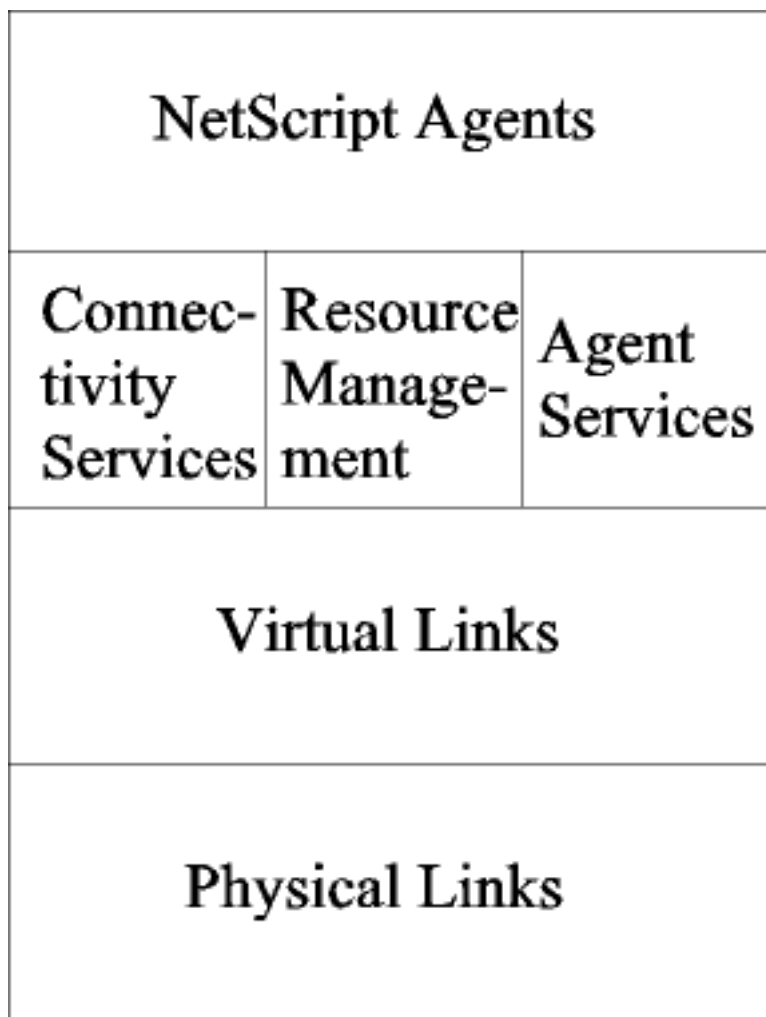 NetScript Agents
Connec-
tivity
Services
Resource
Manage-
ment
Agent
Services
Virtual Links
Physical Links